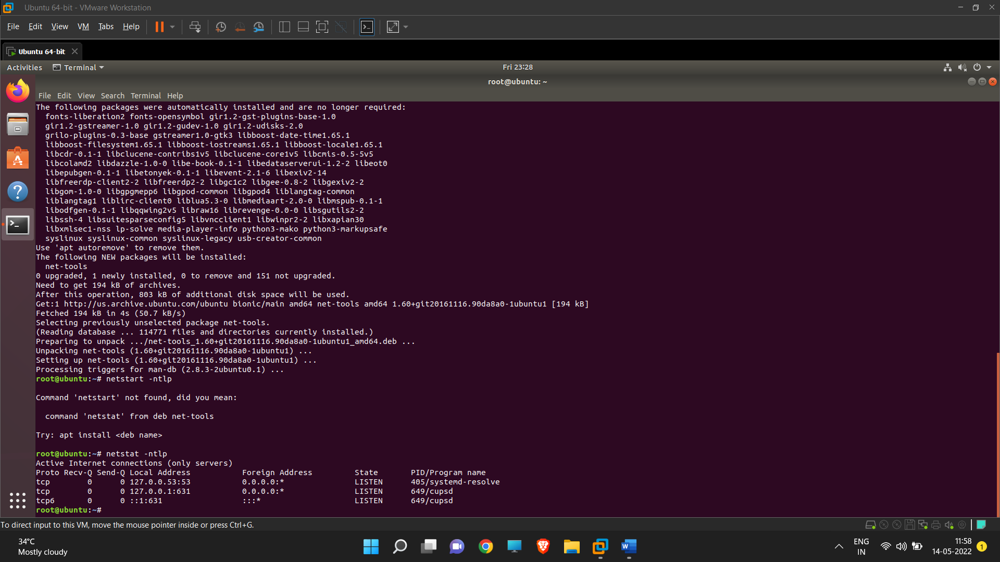 Ubuntu 64-bit - VMware Workstation
File Edit View VM Tabs Help
Ubuntu 64-bit
Activities Terminal Fri 23:28
root@ubuntu: ~
File Edit View Search Terminal Help
The following packages were automatically installed and are no longer required:
fonts-liberation2 fonts-opensymbol gir1.2-gst-plugins-base-1.0
gir1.2-gstreamer-1.0 gir1.2-gudev-1.0 gir1.2-udisks-2.0
grilo-plugins-0.3-base gstreamer1.0-gtk3 libboost-date-time1.65.1
libboost-filesystem1.65.1 libboost-iostreams1.65.1 libboost-locale1.65.1
libcdr-0.1-1 libclucene-contribs1v5 libclucene-core1v5 libcmis-0.5-5v5
libcolamd2 libdazzle-1.0-0 libe-book-0.1-1 libedataserverui-1.2-2 libeot0
libepubgen-0.1-1 libetonyek-0.1-1 libevent-2.1-6 libexiv2-14
libfreerdp-client2-2 libfreerdp2-2 libgc1c2 libgee-0.8-2 libgexiv2-2
libgom-1.0-0 libgpgmepp6 libgpod-common libgpod4 liblangtag-common
liblangtag1 liblirc-client0 liblua5.3-0 libmediaart-2.0-0 libmspub-0.1-1
libodfgen-0.1-1 libqqwing2v5 libraw16 librevenge-0.0-0 libsgutils2-2
libssh-4 libsuitesparseconfig5 libvncclient1 libwinpr2-2 libxapian30
libxmlsec1-nss lp-solve media-player-info python3-mako python3-markupsafe
syslinux syslinux-common syslinux-legacy usb-creator-common
Use 'apt autoremove' to remove them.
The following NEW packages will be installed:
net-tools
0 upgraded, 1 newly installed, 0 to remove and 151 not upgraded.
Need to get 194 kB of archives.
After this operation, 803 kB of additional disk space will be used.
Get:1 http://us.archive.ubuntu.com/ubuntu bionic/main amd64 net-tools amd64 1.60+git20161116.90da8a0-1ubuntu1 [194 kB]
Fetched 194 kB in 4s (50.7 kB/s)
Selecting previously unselected package net-tools.
(Reading database ... 114771 files and directories currently installed.)
Preparing to unpack .../net-tools_1.60+git20161116.90da8a0-1ubuntu1_amd64.deb ...
Unpacking net-tools (1.60+git20161116.90da8a0-1ubuntu1) ...
Setting up net-tools (1.60+git20161116.90da8a0-1ubuntu1) ...
Processing triggers for man-db (2.8.3-2ubuntu0.1) ...
root@ubuntu:~# netstart -ntlp
Command 'netstart' not found, did you mean:
command 'netstat' from deb net-tools
Try: apt install <deb name>
root@ubuntu:~# netstat -ntlp
Active Internet connections (only servers)
Proto Recv-Q Send-Q Local Address Foreign Address State PID/Program name
tcp 0 0 127.0.0.53:53 0.0.0.0:* LISTEN 405/systemd-resolve
tcp 0 0 127.0.0.1:631 0.0.0.0:* LISTEN 649/cupsd
tcp6 0 0 ::1:631 :::* LISTEN 649/cupsd
root@ubuntu:~#
To direct input to this VM, move the mouse pointer inside or press Ctrl+G.
34°C
Mostly cloudy
ENG
IN
11:58
14-05-2022
1